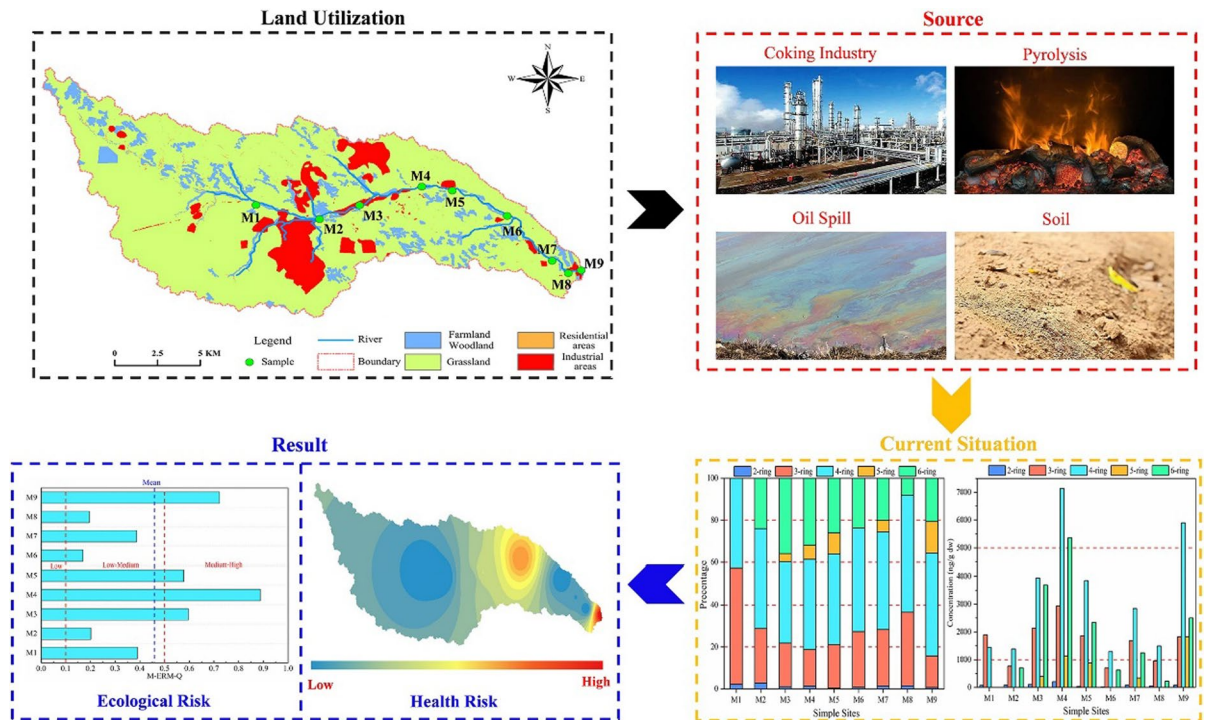 Land Utilization
N
W
E
S
M1
M2
M3
M4
M5
M6
M7
M8
M9
Legend
River
Farmland
Woodland
Residential
areas
0 2.5 5 KM
Sample
Boundary
Grassland
Industrial
areas
Source
Coking Industry
Pyrolysis
Oil Spill
Soil
Result
Mean
M9
M8
M7
M6
M5
M4
M3
M2
M1
Low
Low-Medium
Medium-High
0.0 0.1 0.2 0.3 0.4 0.5 0.6 0.7 0.8 0.9 1.0
M-ERM-Q
Ecological Risk
Low
High
Health Risk
Current Situation
2-ring 3-ring 4-ring 5-ring 6-ring
100
80
60
40
20
0
Precentage
M1 M2 M3 M4 M5 M6 M7 M8 M9
Simple Sites
2-ring 3-ring 4-ring 5-ring 6-ring
7000
6000
5000
4000
3000
2000
1000
0
Concentration (ng/g dw)
M1 M2 M3 M4 M5 M6 M7 M8 M9
Simple Sites